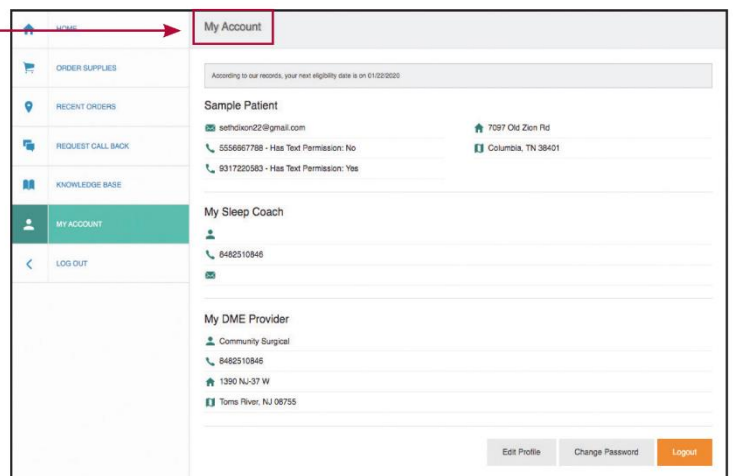 HOME
ORDER SUPPLIES
RECENT ORDERS
REQUEST CALL BACK
KNOWLEDGE BASE
MY ACCOUNT
LOG OUT
My Account
According to our records, your next eligibility date is on 01/22/2020
Sample Patient
sethdixon22@gmail.com
7097 Old Zion Rd
5556667788 - Has Text Permission: No
Columbia, TN 38401
9317220583 - Has Text Permission: Yes
My Sleep Coach
8482510846
My DME Provider
Community Surgical
8482510846
1390 NJ-37 W
Toms River, NJ 08755
Edit Profile Change Password Logout